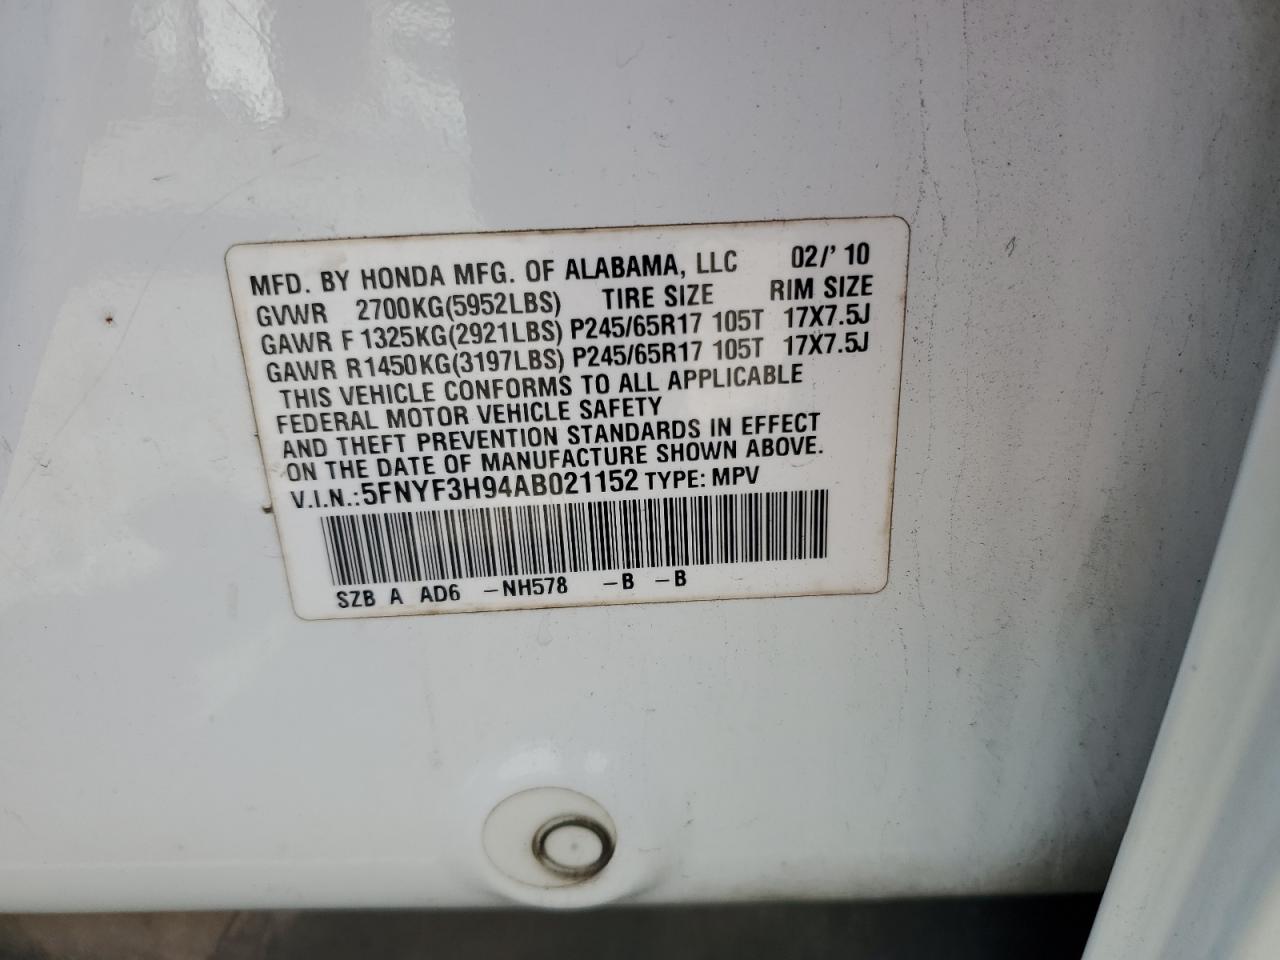 MFD. BY HONDA MFG. OF ALABAMA, LLC 02/' 10
GVWR 2700KG(5952LBS) TIRE SIZE RIM SIZE
GAWR F 1325KG(2921LBS) P245/65R17 105T 17X7.5J
GAWR R1450KG(3197LBS) P245/65R17 105T 17X7.5J
THIS VEHICLE CONFORMS TO ALL APPLICABLE
FEDERAL MOTOR VEHICLE SAFETY
AND THEFT PREVENTION STANDARDS IN EFFECT
ON THE DATE OF MANUFACTURE SHOWN ABOVE.
V.I.N.:5FNYF3H94AB021152 TYPE: MPV
SZB A AD6 -NH578 -B -B